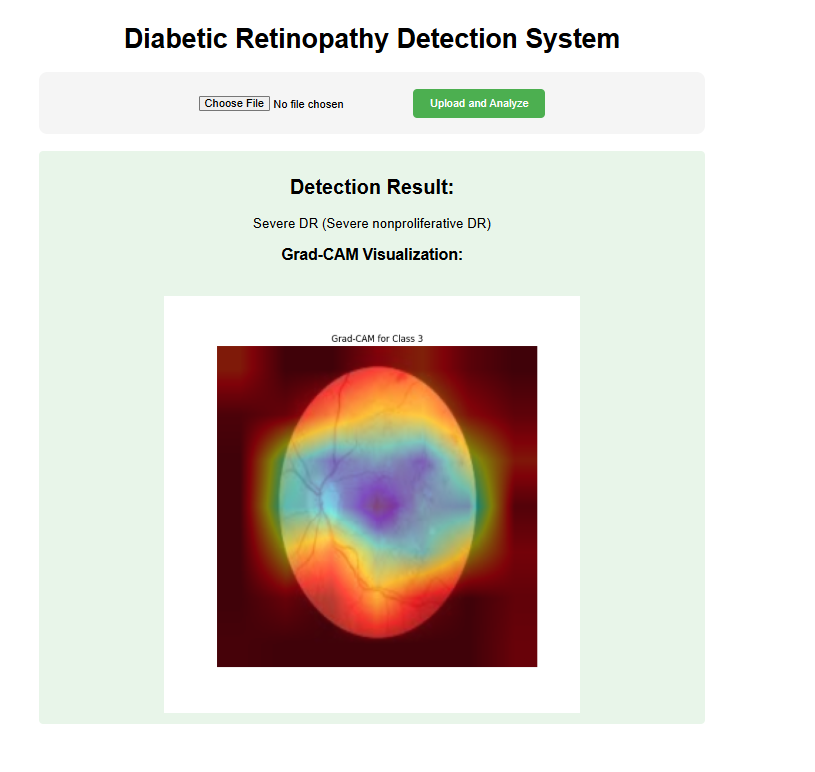 Diabetic Retinopathy Detection System
Choose File No file chosen
Upload and Analyze
Detection Result:
Severe DR (Severe nonproliferative DR)
Grad-CAM Visualization:
Grad-CAM for Class 3